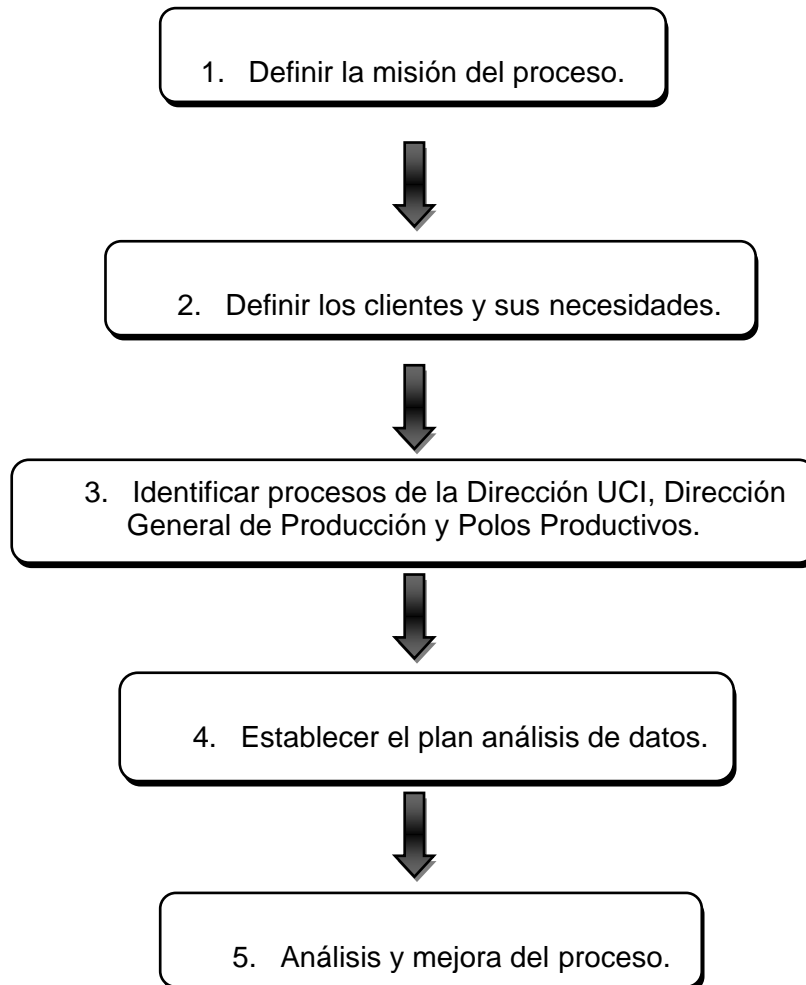 1. Definir la misión del proceso.
2. Definir los clientes y sus necesidades.
3. Identificar procesos de la Dirección UCI, Dirección
General de Producción y Polos Productivos.
4. Establecer el plan análisis de datos.
5. Análisis y mejora del proceso.